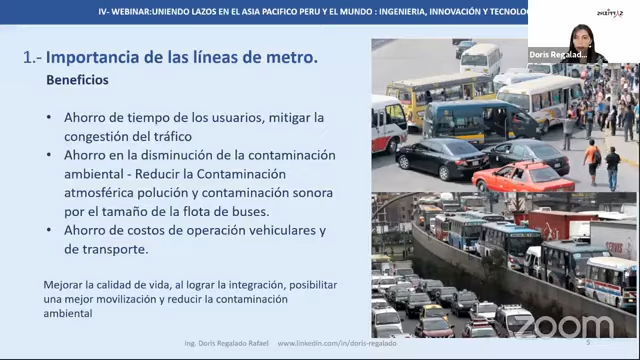 IV- WEBINAR:UNIENDO LAZOS EN EL ASIA PACIFICO PERU Y EL MUNDO : INGENIERIA, INNOVACIÓN Y TECNOLO
Doris Regalad...
1.- Importancia de las líneas de metro.
Beneficios
• Ahorro de tiempo de los usuarios, mitigar la
congestión del tráfico
• Ahorro en la disminución de la contaminación
ambiental - Reducir la Contaminación
atmosférica polución y contaminación sonora
por el tamaño de la flota de buses.
• Ahorro de costos de operación vehiculares y
de transporte.
Mejorar la calidad de vida, al lograr la integración, posibilitar
una mejor movilización y reducir la contaminación
ambiental
zoom
Ing. Doris Regalado Rafael www.linkedin.com/in/doris-regalado
5